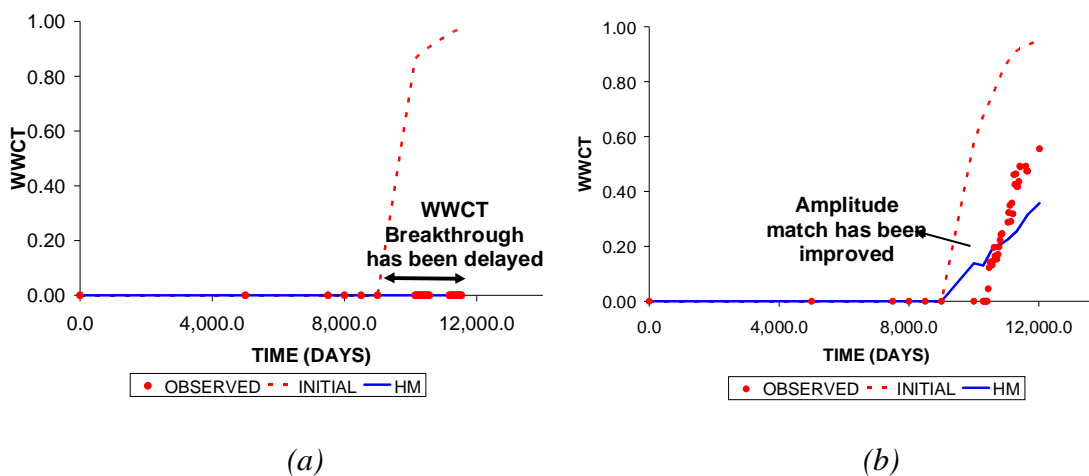 1.00
0.80
0.60
0.40
0.20
0.00
WWCT
WWCT
Breakthrough
has been delayed
0.0
4,000.0
8,000.0
12,000.0
TIME (DAYS)
OBSERVED INITIAL HM
(a)
1.00
0.80
0.60
0.40
0.20
0.00
WWCT
Amplitude
match has been
improved
0.0
4,000.0
8,000.0
12,000.0
TIME (DAYS)
OBSERVED INITIAL HM
(b)